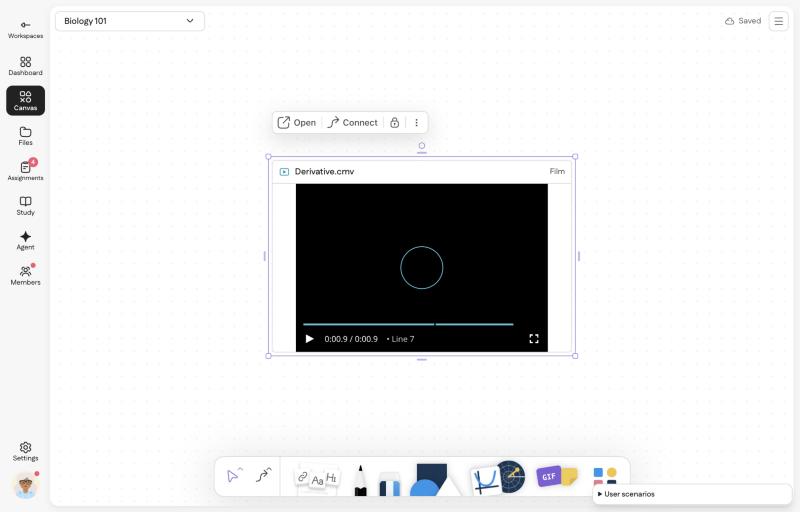 Biology 101
Saved
Workspaces
Dashboard
Canvas
Files
4
Assignments
Study
Agent
Members
Settings
Open
Connect
Derivative.cmv
Film
0:00.9 / 0:00.9 • Line 7
Aa
H1
GIF
User scenarios